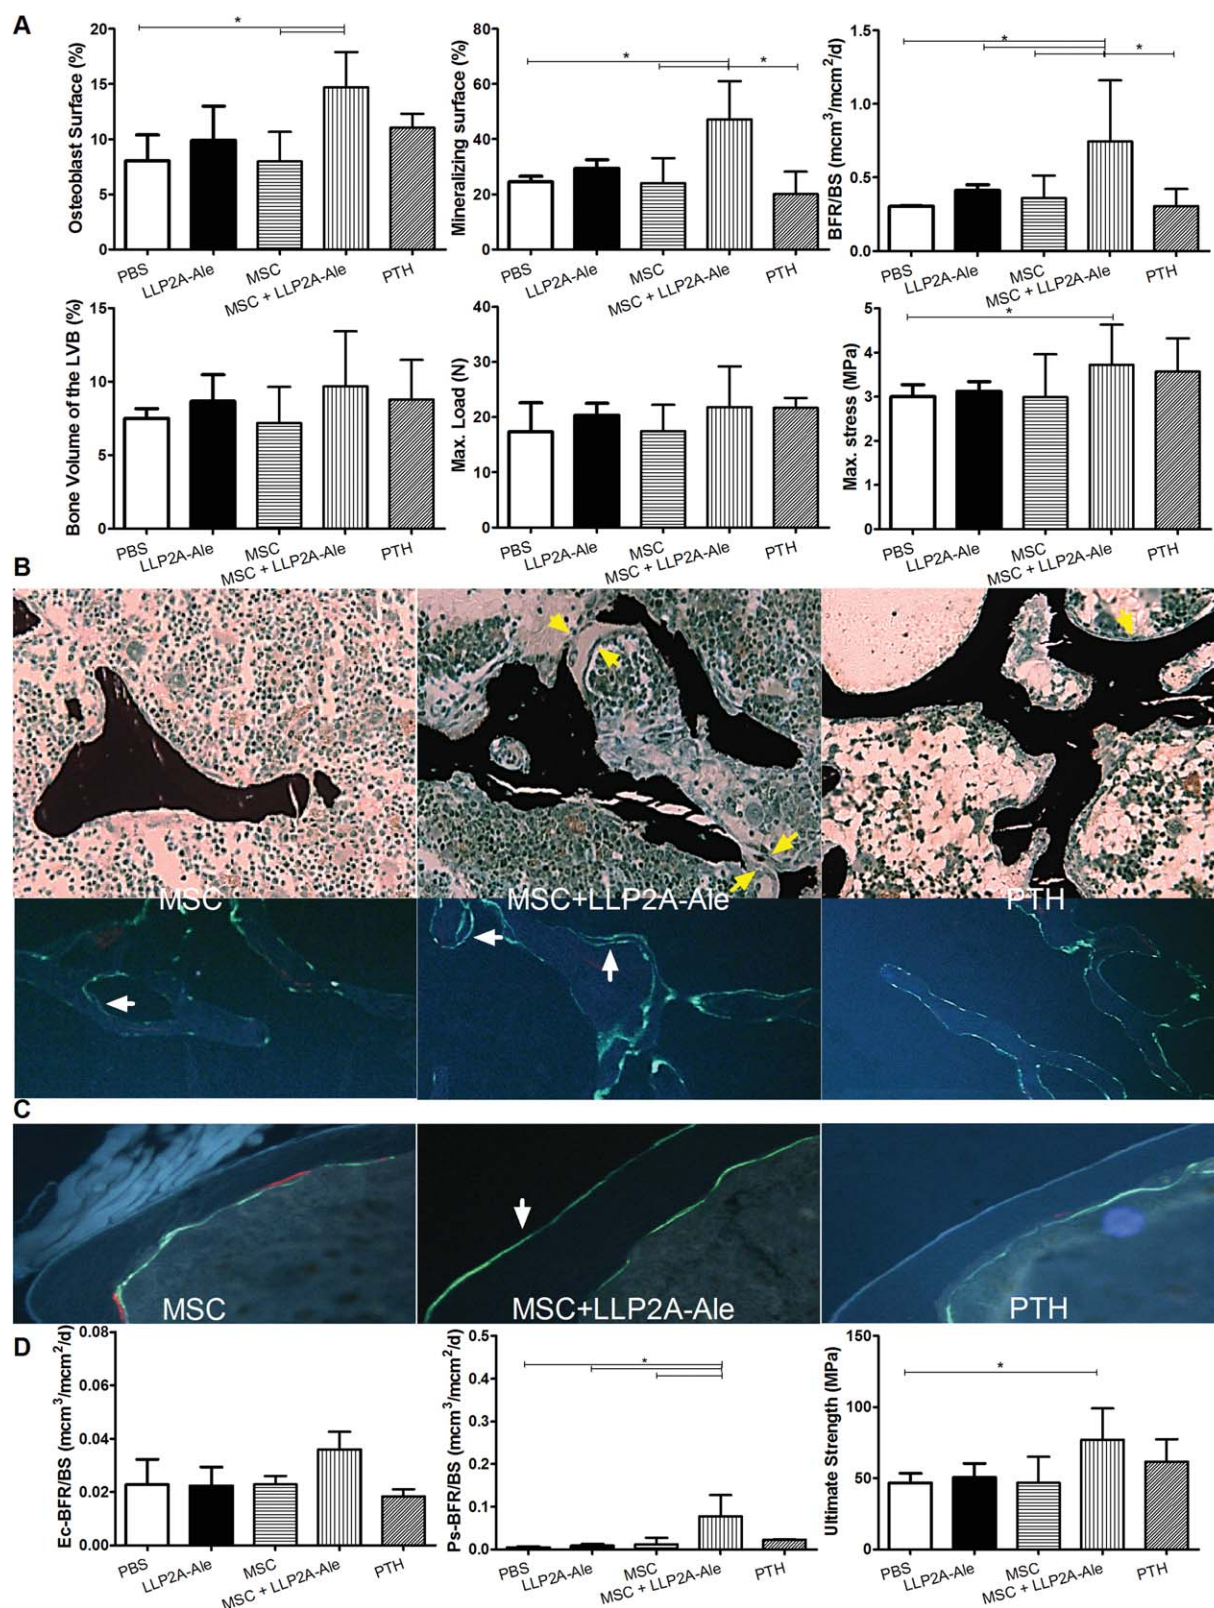 A
Osteoblast Surface (%)
20
15
10
5
0
PBS
LLP2A-Ale
MSC
MSC + LLP2A-Ale
PTH
*
Mineralizing surface (%)
80
60
40
20
0
PBS
LLP2A-Ale
MSC
MSC + LLP2A-Ale
PTH
*
*
BFR/BS (mcm³/mcm²/d)
1.5
1.0
0.5
0.0
PBS
LLP2A-Ale
MSC
MSC + LLP2A-Ale
PTH
*
*
Bone Volume of the LVB (%)
15
10
5
0
PBS
LLP2A-Ale
MSC
MSC + LLP2A-Ale
PTH
Max. Load (N)
40
30
20
10
0
PBS
LLP2A-Ale
MSC
MSC + LLP2A-Ale
PTH
Max. stress (MPa)
5
4
3
2
1
0
PBS
LLP2A-Ale
MSC
MSC + LLP2A-Ale
PTH
*
B
MSC
MSC+LLP2A-Ale
PTH
C
MSC
MSC+LLP2A-Ale
PTH
D
Ec-BFR/BS (mcm³/mcm²/d)
0.08
0.06
0.04
0.02
0.00
PBS
LLP2A-Ale
MSC
MSC + LLP2A-Ale
PTH
Ps-BFR/BS (mcm³/mcm²/d)
0.5
0.4
0.3
0.2
0.1
0.0
PBS
LLP2A-Ale
MSC
MSC + LLP2A-Ale
PTH
*
Ultimate Strength (MPa)
150
100
50
0
PBS
LLP2A-Ale
MSC
MSC + LLP2A-Ale
PTH
*